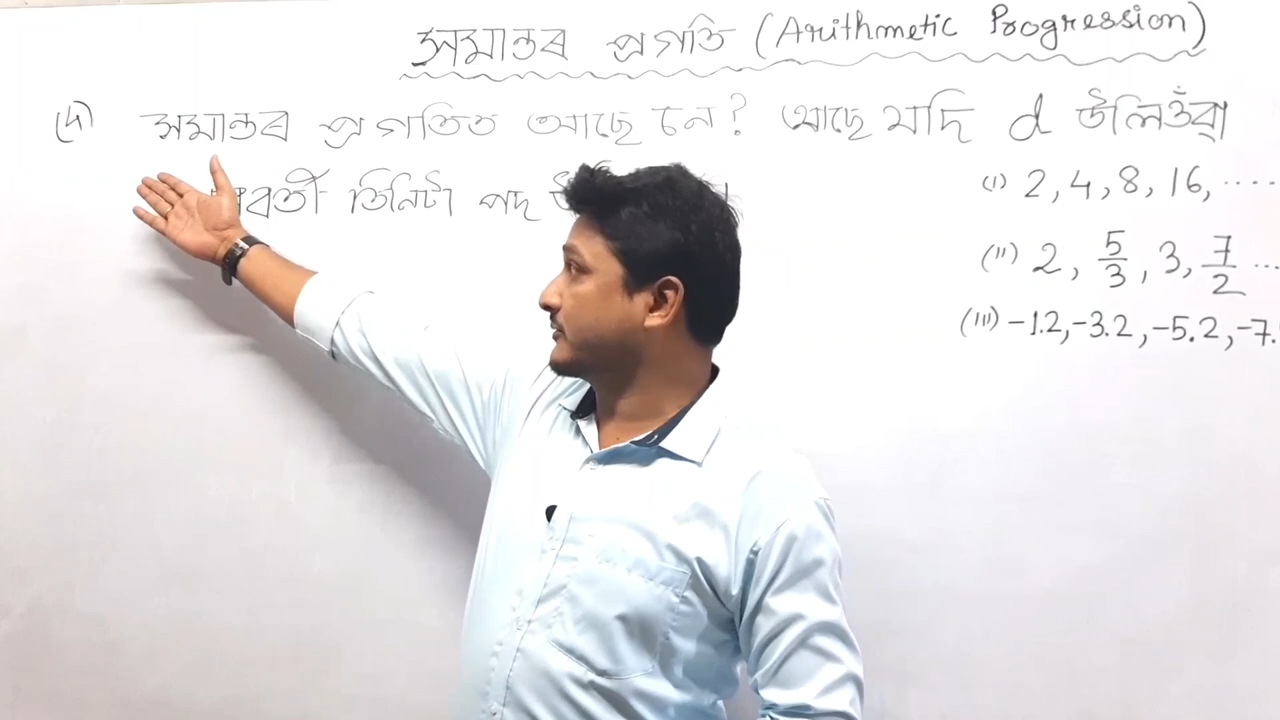 সমান্তৰ প্ৰগতি (Arithmetic Progression)
(দ) সমান্তৰ প্ৰগতিত আছে নে? আছে যদি d উলিওঁৱা
তিনিটা পদ
(i) 2, 4, 8, 16, ....
(ii) 2, 5/3, 3, 7/2 ...
(iii) -1.2, -3.2, -5.2, -7.